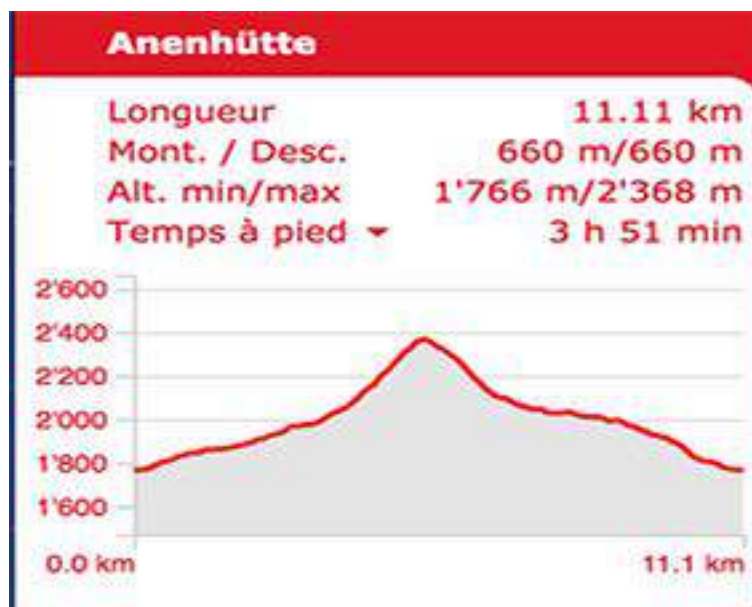 Anenhütte
Longueur 11.11 km
Mont. / Desc. 660 m/660 m
Alt. min/max 1'766 m/2'368 m
Temps à pied 3 h 51 min
2'600
2'400
2'200
2'000
1'800
1'600
0.0 km 11.1 km